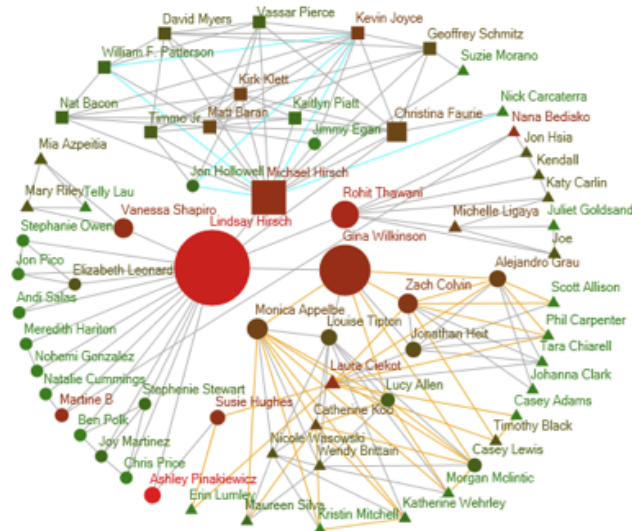 Vassar Pierce
David Myers
Kevin Joyce
Geoffrey Schmitz
William F. Patterson
Suzie Morano
Kirk Klett
Nick Carcaterra
Nat Bacon
Timmo Jr.
Matt Baran
Kaitlyn Piatt
Christina Faurie
Nana Bediako
Jimmy Egan
Jon Hsia
Mia Azpeitia
Kendall
Jon Hollowell
Michael Hirsch
Katy Carlin
Mary Riley
Telly Lau
Rohit Thawani
Vanessa Shapiro
Michelle Ligaya
Juliet Goldsand
Stephanie Owen
Lindsay Hirsch
Gina Wilkinson
Joe
Jon Pico
Elizabeth Leonard
Alejandro Grau
Zach Colvin
Scott Allison
Andi Salas
Monica Appelbe
Louise Tipton
Phil Carpenter
Meredith Hariton
Jonathan Heit
Tara Chiarell
Nohemi Gonzalez
Laura Ciekot
Johanna Clark
Natalie Cummings
Stephenie Stewart
Lucy Allen
Casey Adams
Martine B
Susie Hughes
Catherine Koo
Timothy Black
Ben Polk
Nicole Wasowski
Joy Martinez
Wendy Brittain
Casey Lewis
Chris Price
Morgan Mclintic
Ashley Pinakiewicz
Erin Lumley
Maureen Silva
Kristin Mitchell
Katherine Wehrley